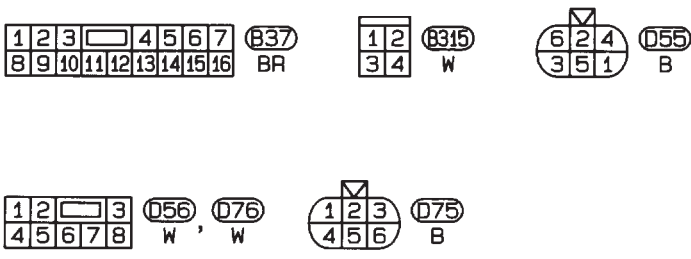 1 2 3 4 5 6 7 B37
8 9 10 11 12 13 14 15 16 BR
1 2 B315
3 4 W
6 2 4 D55
3 5 1 B
1 2 3 D56 , D76
4 5 6 7 8 W W
1 2 3 D75
4 5 6 B